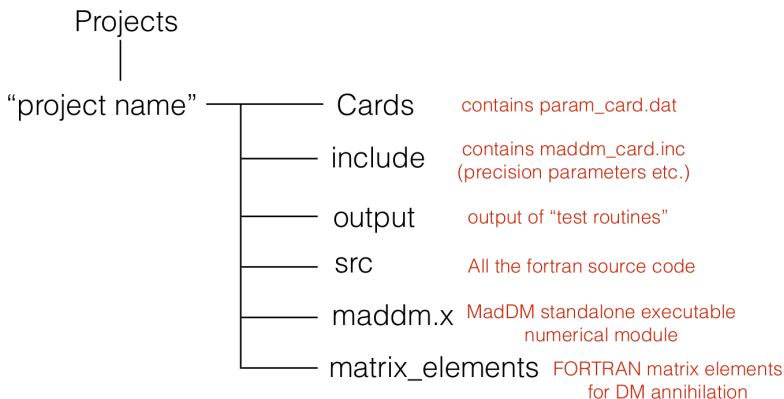 Projects
“project name”
Cards contains param_card.dat
include contains maddm_card.inc
(precision parameters etc.)
output output of “test routines”
src All the fortran source code
maddm.x MadDM standalone executable
numerical module
matrix_elements FORTRAN matrix elements
for DM annihilation